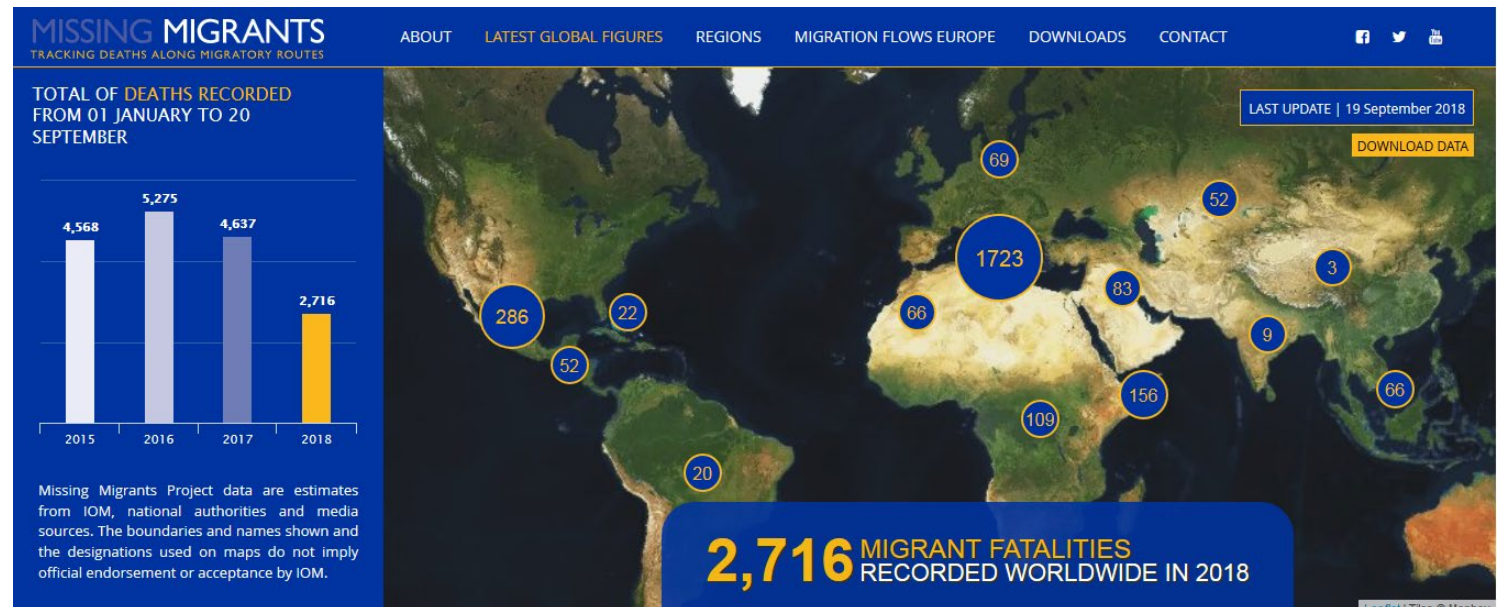 MISSING MIGRANTS
TRACKING DEATHS ALONG MIGRATORY ROUTES
ABOUT
LATEST GLOBAL FIGURES
REGIONS
MIGRATION FLOWS EUROPE
DOWNLOADS
CONTACT
You
Tube
TOTAL OF DEATHS RECORDED
FROM 01 JANUARY TO 20
SEPTEMBER
4,568
5,275
4,637
2,716
2015
2016
2017
2018
Missing Migrants Project data are estimates
from IOM, national authorities and media
sources. The boundaries and names shown and
the designations used on maps do not imply
official endorsement or acceptance by IOM.
LAST UPDATE | 19 September 2018
DOWNLOAD DATA
69
52
1723
3
83
286
22
66
9
52
66
156
109
20
2,716 MIGRANT FATALITIES
RECORDED WORLDWIDE IN 2018